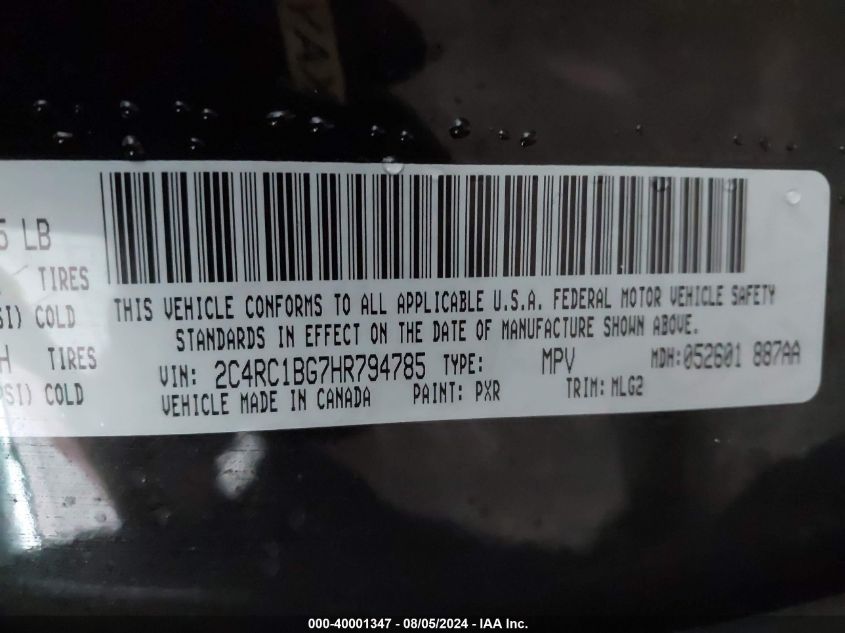 5 LB
TIRES
SI) COLD
H TIRES
PSI) COLD
THIS VEHICLE CONFORMS TO ALL APPLICABLE U.S.A. FEDERAL MOTOR VEHICLE SAFETY
STANDARDS IN EFFECT ON THE DATE OF MANUFACTURE SHOWN ABOVE.
VIN: 2C4RC1BG7HR794785 TYPE: MPV MDH:052601 887AA
VEHICLE MADE IN CANADA PAINT: PXR TRIM: MLG2
000-40001347 - 08/05/2024 - IAA Inc.